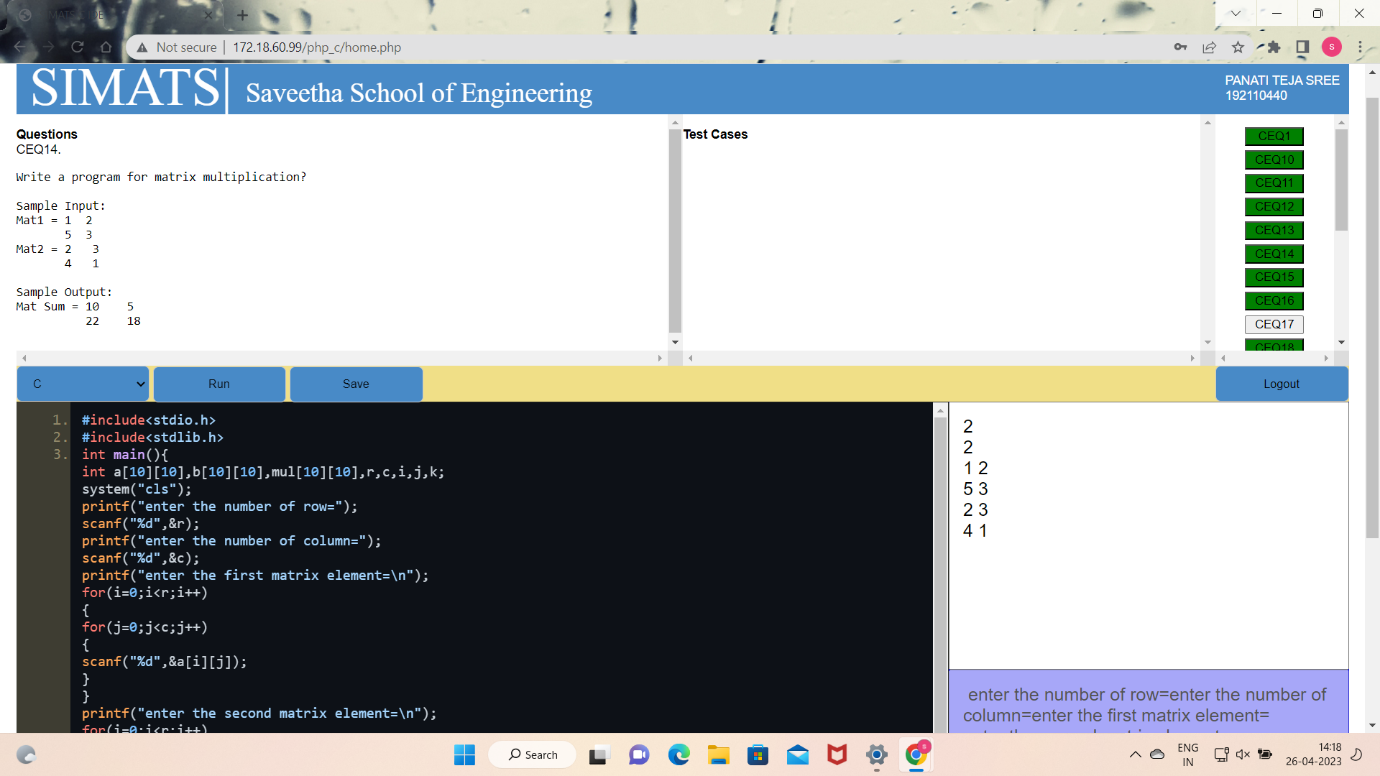 Not secure | 172.18.60.99/php_c/home.php
S
SIMATS
Saveetha School of Engineering
PANATI TEJA SREE
192110440
Questions
CEQ14.
Write a program for matrix multiplication?
Sample Input:
Mat1 = 1 2
5 3
Mat2 = 2 3
4 1
Sample Output:
Mat Sum = 10 5
22 18
Test Cases
CEQ1
CEQ10
CEQ11
CEQ12
CEQ13
CEQ14
CEQ15
CEQ16
CEQ17
CEQ18
C
Run
Save
Logout
1. #include<stdio.h>
2. #include<stdlib.h>
3. int main(){
int a[10][10],b[10][10],mul[10][10],r,c,i,j,k;
system("cls");
printf("enter the number of row=");
scanf("%d",&r);
printf("enter the number of column=");
scanf("%d",&c);
printf("enter the first matrix element=\n");
for(i=0;i<r;i++)
{
for(j=0;j<c;j++)
{
scanf("%d",&a[i][j]);
}
}
printf("enter the second matrix element=\n");
for(i=0;i<r;i++)
2
2
1 2
5 3
2 3
4 1
enter the number of row=enter the number of
column=enter the first matrix element=
Search
S
ENG
IN
14:18
26-04-2023